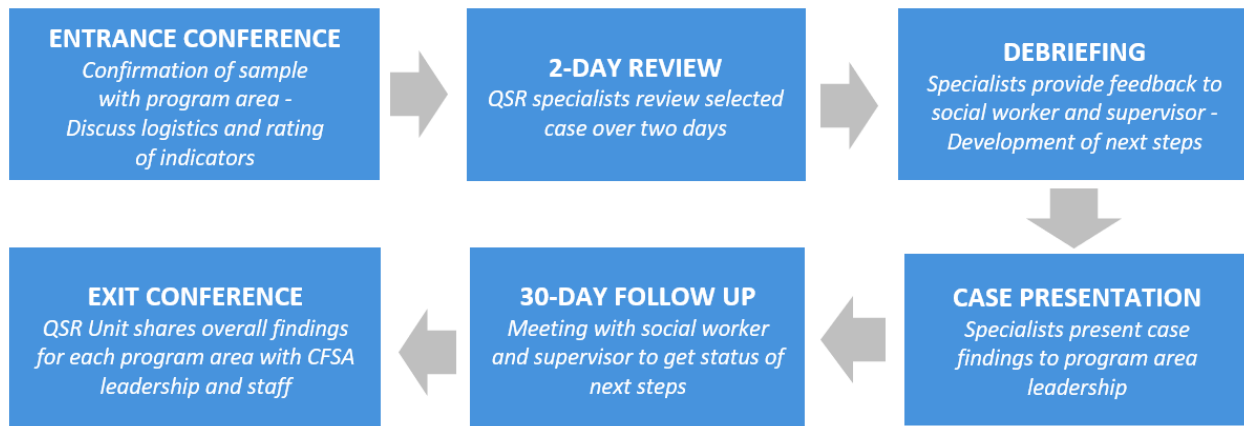 ENTRANCE CONFERENCE
Confirmation of sample
with program area -
Discuss logistics and rating
of indicators
2-DAY REVIEW
QSR specialists review selected
case over two days
DEBRIEFING
Specialists provide feedback to
social worker and supervisor -
Development of next steps
CASE PRESENTATION
Specialists present case
findings to program area
leadership
30-DAY FOLLOW UP
Meeting with social worker
and supervisor to get status of
next steps
EXIT CONFERENCE
QSR Unit shares overall findings
for each program area with CFSA
leadership and staff